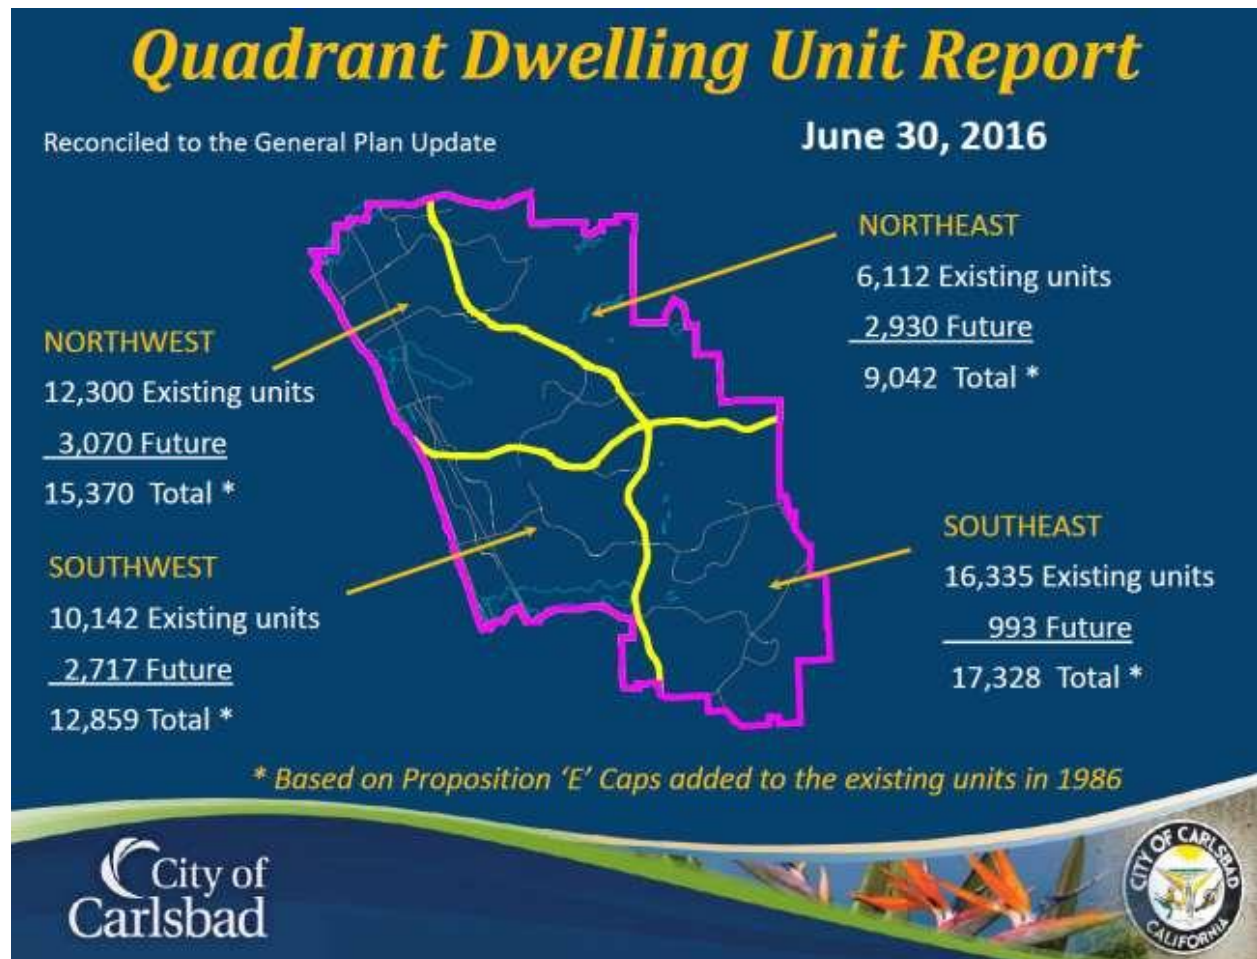 Quadrant Dwelling Unit Report
Reconciled to the General Plan Update
June 30, 2016
NORTHEAST
6,112 Existing units
2,930 Future
9,042 Total *
NORTHWEST
12,300 Existing units
3,070 Future
15,370 Total *
SOUTHWEST
10,142 Existing units
2,717 Future
12,859 Total *
SOUTHEAST
16,335 Existing units
993 Future
17,328 Total *
* Based on Proposition ‘E’ Caps added to the existing units in 1986
City of
Carlsbad
CITY OF CARLSBAD
CALIFORNIA